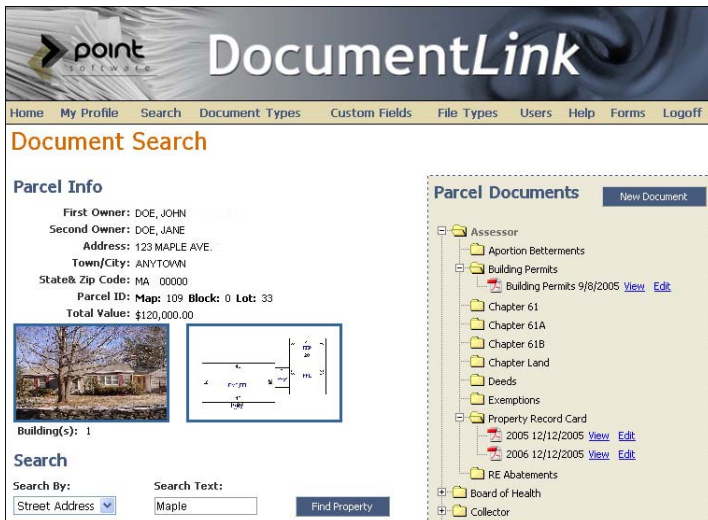 point
software
DocumentLink
Home My Profile Search Document Types Custom Fields File Types Users Help Forms Logoff
Document Search
Parcel Info
First Owner: DOE, JOHN
Second Owner: DOE, JANE
Address: 123 MAPLE AVE.
Town/City: ANYTOWN
State& Zip Code: MA 00000
Parcel ID: Map: 109 Block: 0 Lot: 33
Total Value: $120,000.00
Building(s): 1
Search
Search By:
Search Text:
Street Address
Maple
Find Property
Parcel Documents
New Document
Assessor
Apportion Betterments
Building Permits
Building Permits 9/8/2005 View Edit
Chapter 61
Chapter 61A
Chapter 61B
Chapter Land
Deeds
Exemptions
Property Record Card
2005 12/12/2005 View Edit
2006 12/12/2005 View Edit
RE Abatements
Board of Health
Collector